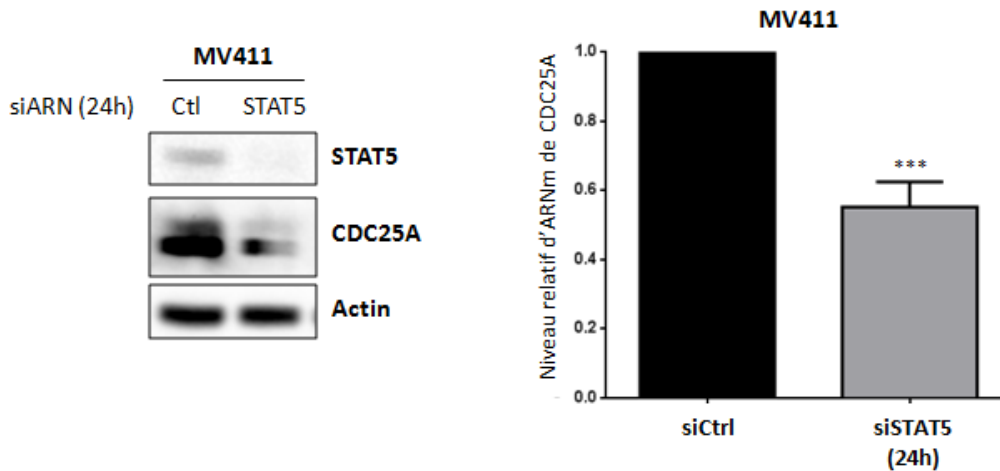 MV411
siARN (24h) Ctl STAT5
STAT5
CDC25A
Actin
MV411
Niveau relatif d'ARNm de CDC25A
1.0
0.8
0.6
0.4
0.2
0.0
***
siCtrl
siSTAT5
(24h)